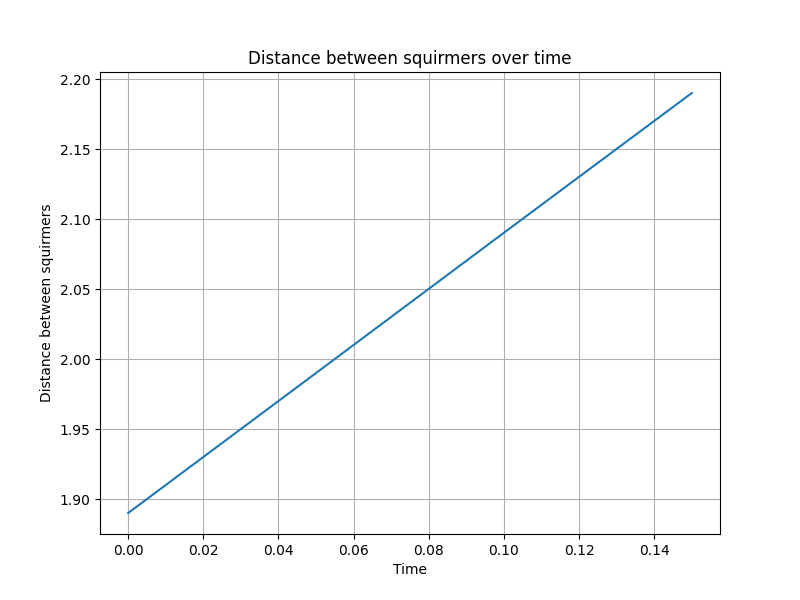 Distance between squirmers over time
2.20
2.15
2.10
2.05
2.00
1.95
1.90
Distance between squirmers
0.00 0.02 0.04 0.06 0.08 0.10 0.12 0.14
Time